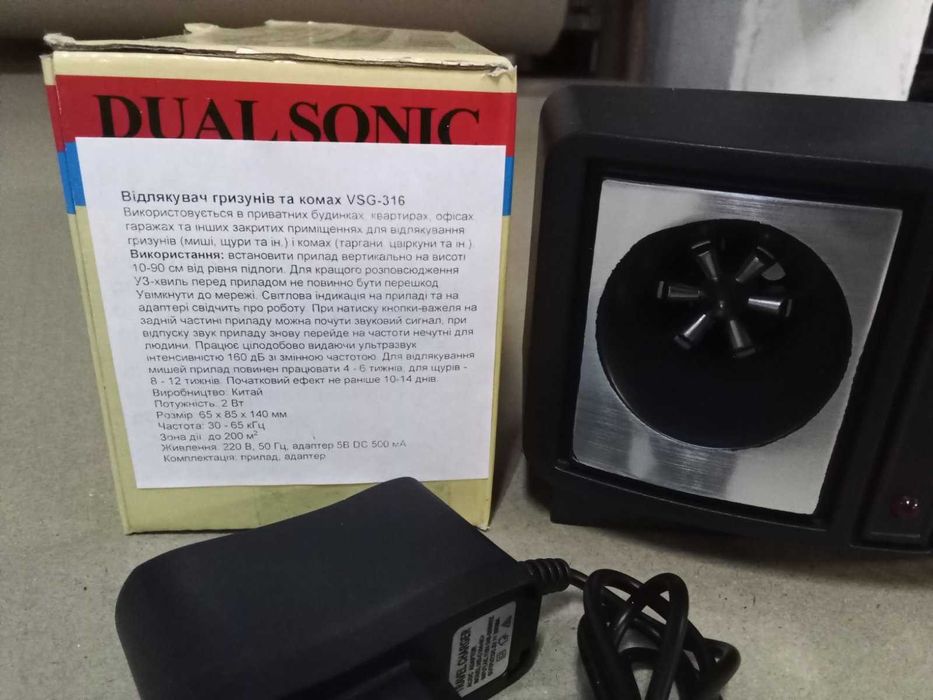 DUAL SONIC
Відлякувач гризунів та комах VSG-316
Використовується в приватних будинках, квартирах, офісах,
гаражах та інших закритих приміщеннях для відлякування
гризунів (миші, щури та ін.) і комах (таргани, цвіркуни та ін.)
Використання: встановити прилад вертикально на висоті
10-90 см від рівня підлоги. Для кращого розповсюдження
УЗ-хвиль перед приладом не повинно бути перешкод.
Увімкнути до мережі. Світлова індикація на приладі та на
адаптері свідчить про роботу. При натиску кнопки-важеля на
задній частині приладу можна почути звуковий сигнал, при
відпуску звук приладу знову перейде на частоти нечутні для
людини. Працює цілодобово видаючи ультразвук
інтенсивністю 160 дБ зі змінною частотою. Для відлякування
мишей прилад повинен працювати 4 - 6 тижнів, для щурів -
8 - 12 тижнів. Початковий ефект не раніше 10-14 днів.
Виробництво: Китай
Потужність: 2 Вт
Розмір: 65 х 85 х 140 мм
Частота: 30 - 65 кГц
Зона дії: до 200 м²
Живлення: 220 В, 50 Гц, адаптер 5В DC 500 мА
Комплектація: прилад, адаптер
TRAVEL CHARGER
AC/DC ADAPTOR